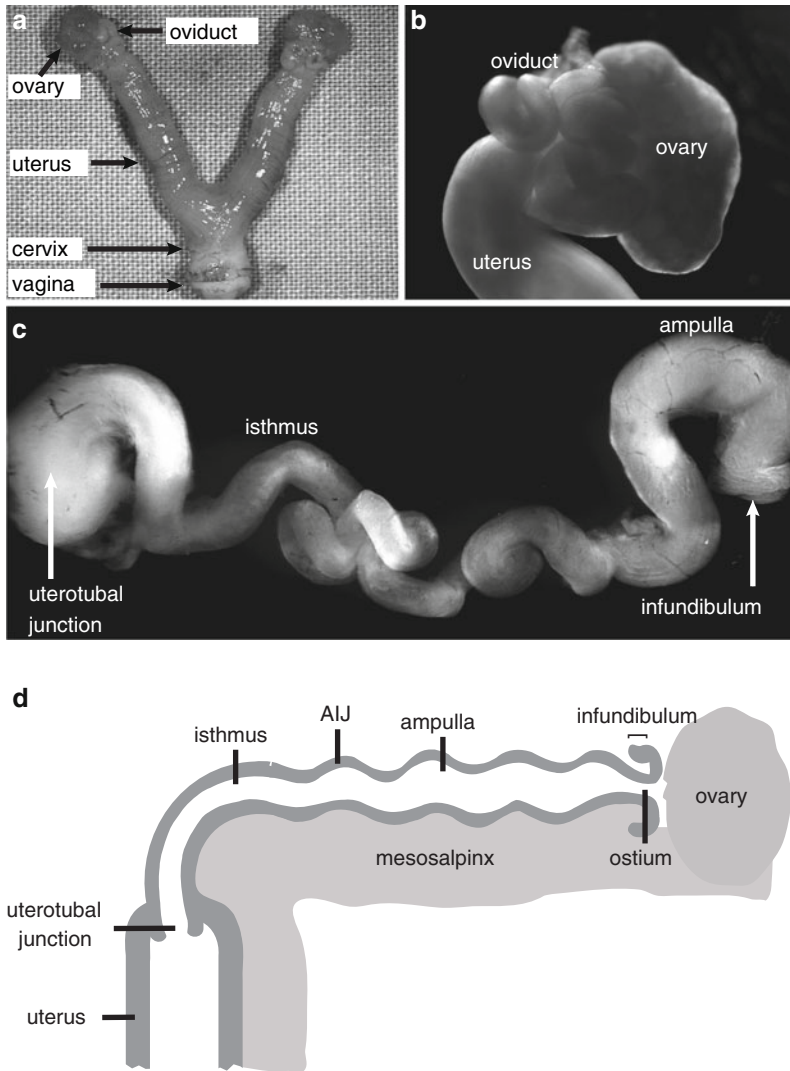 a
oviduct
ovary
uterus
cervix
vagina
b
oviduct
ovary
uterus
c
ampulla
isthmus
uterotubal
junction
infundibulum
d
isthmus
AIJ
ampulla
infundibulum
ovary
mesosalpinx
ostium
uterotubal
junction
uterus